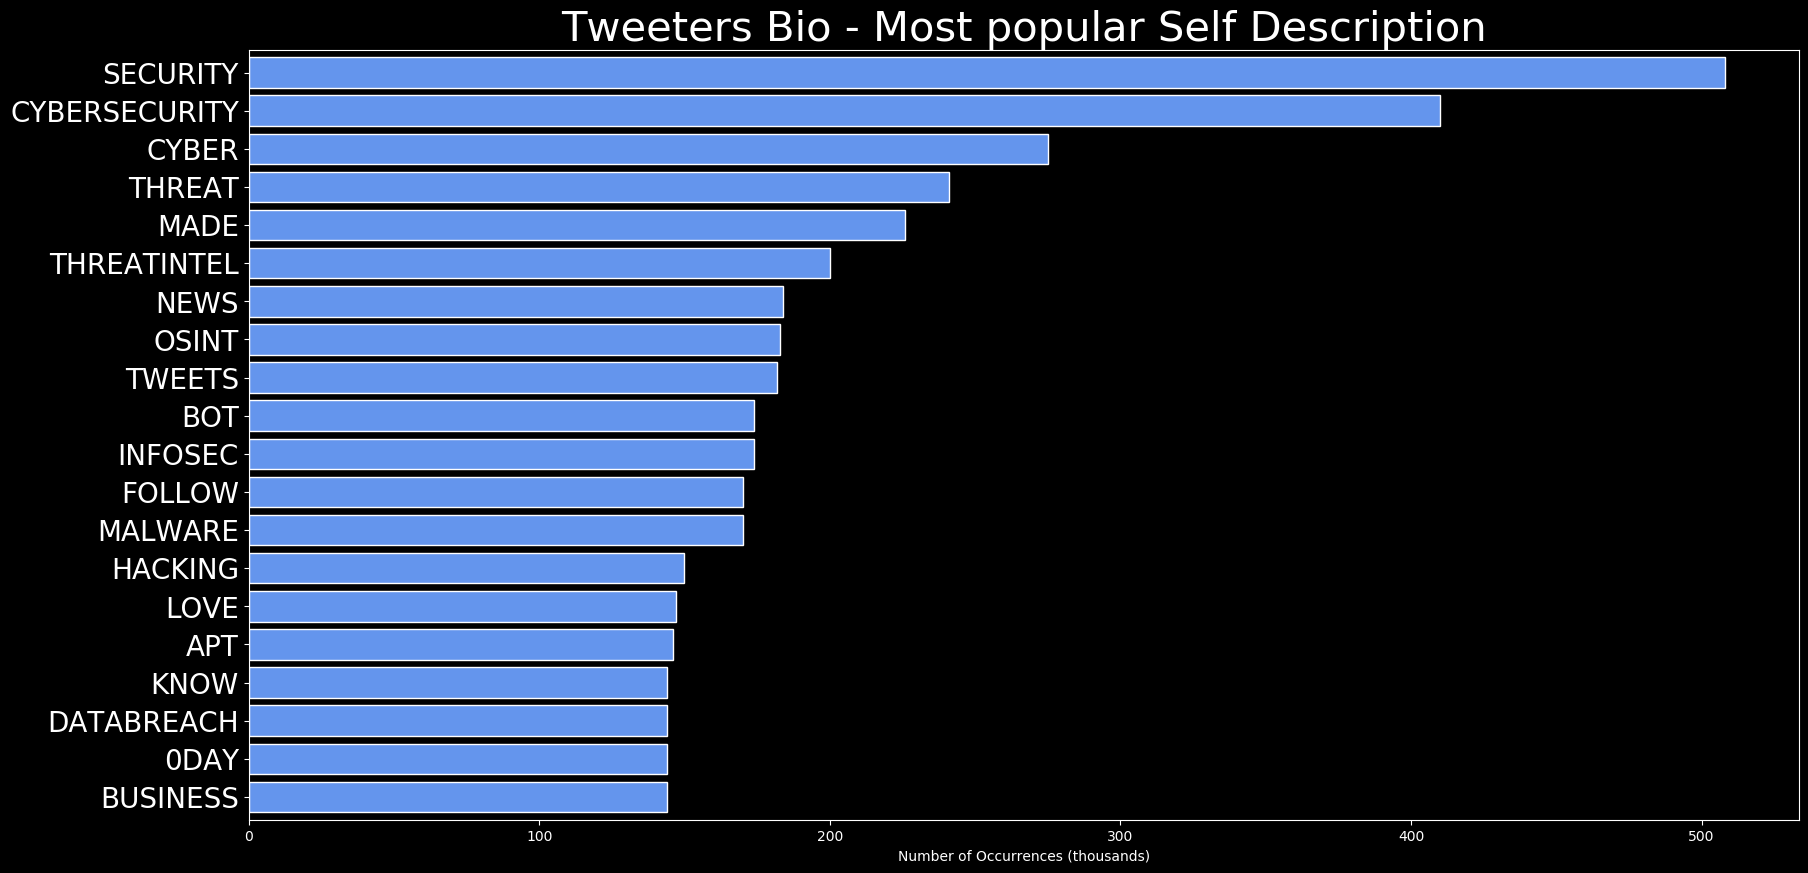 Tweeters Bio - Most popular Self Description
SECURITY
CYBERSECURITY
CYBER
THREAT
MADE
THREATINTEL
NEWS
OSINT
TWEETS
BOT
INFOSEC
FOLLOW
MALWARE
HACKING
LOVE
APT
KNOW
DATABREACH
0DAY
BUSINESS
0 100 200 300 400 500
Number of Occurrences (thousands)